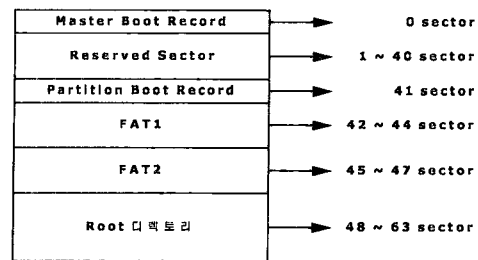 Master Boot Record 0 sector
Reserved Sector 1 ~ 40 sector
Partition Boot Record 41 sector
FAT1 42 ~ 44 sector
FAT2 45 ~ 47 sector
Root 디렉토리 48 ~ 63 sector